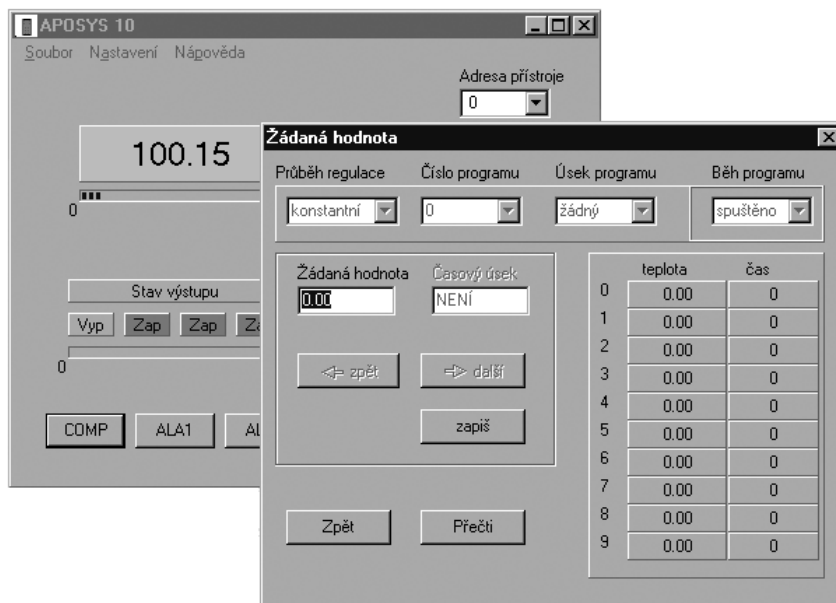 APOSYS 10
Soubor Nastavení Nápověda
Adresa přístroje
0
100.15
0
Stav výstupu
Vyp Zap Zap
0
COMP ALA1
Žádaná hodnota
Průběh regulace Číslo programu Úsek programu Běh programu
konstantní 0 žádný spuštěno
Žádaná hodnota Časový úsek
0.00 NENÍ
zpět další
zapiš
Zpět Přečti
teplota čas
0 0.00 0
1 0.00 0
2 0.00 0
3 0.00 0
4 0.00 0
5 0.00 0
6 0.00 0
7 0.00 0
8 0.00 0
9 0.00 0